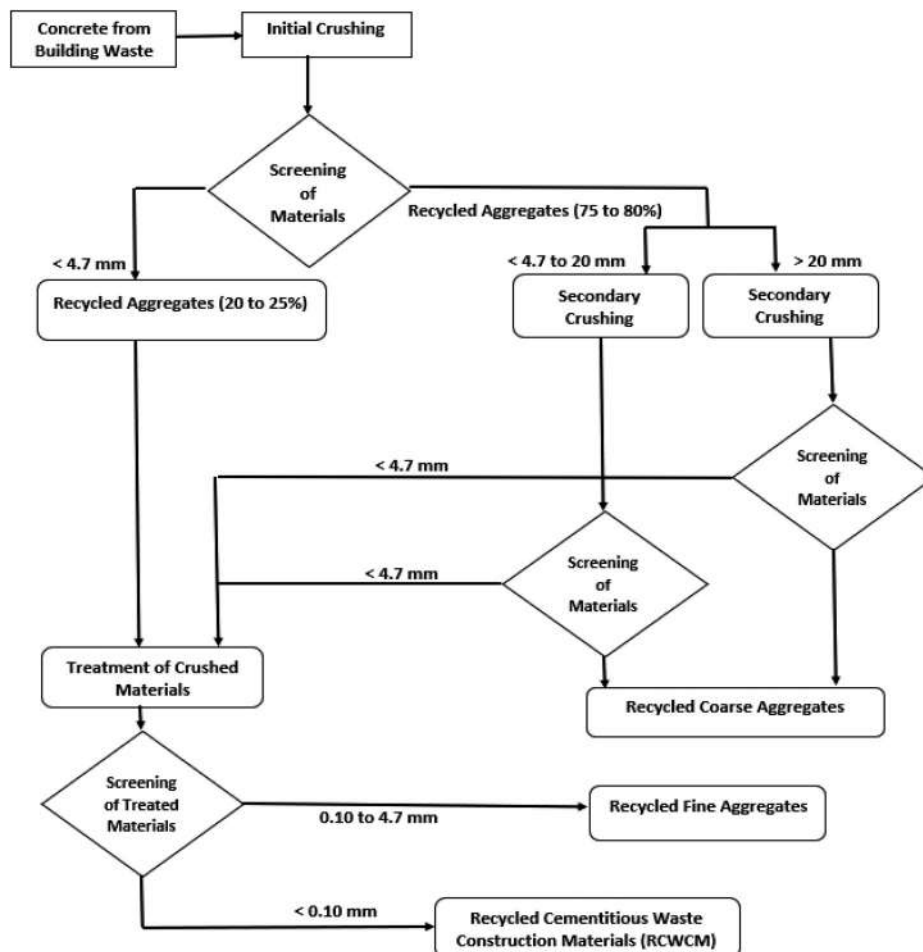 Concrete from
Building Waste
Initial Crushing
Screening
of
Materials
Recycled Aggregates (75 to 80%)
< 4.7 mm
< 4.7 to 20 mm
> 20 mm
Recycled Aggregates (20 to 25%)
Secondary
Crushing
Secondary
Crushing
< 4.7 mm
Screening
of
Materials
< 4.7 mm
Screening
of
Materials
Treatment of Crushed
Materials
Recycled Coarse Aggregates
Screening
of Treated
Materials
0.10 to 4.7 mm
Recycled Fine Aggregates
< 0.10 mm
Recycled Cementitious Waste
Construction Materials (RCWCM)